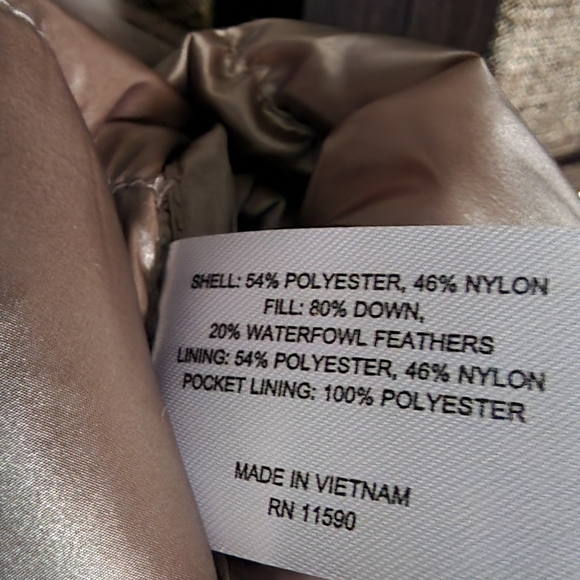 SHELL: 54% POLYESTER, 46% NYLON
FILL: 80% DOWN,
20% WATERFOWL FEATHERS
LINING: 54% POLYESTER, 46% NYLON
POCKET LINING: 100% POLYESTER
MADE IN VIETNAM
RN 11590